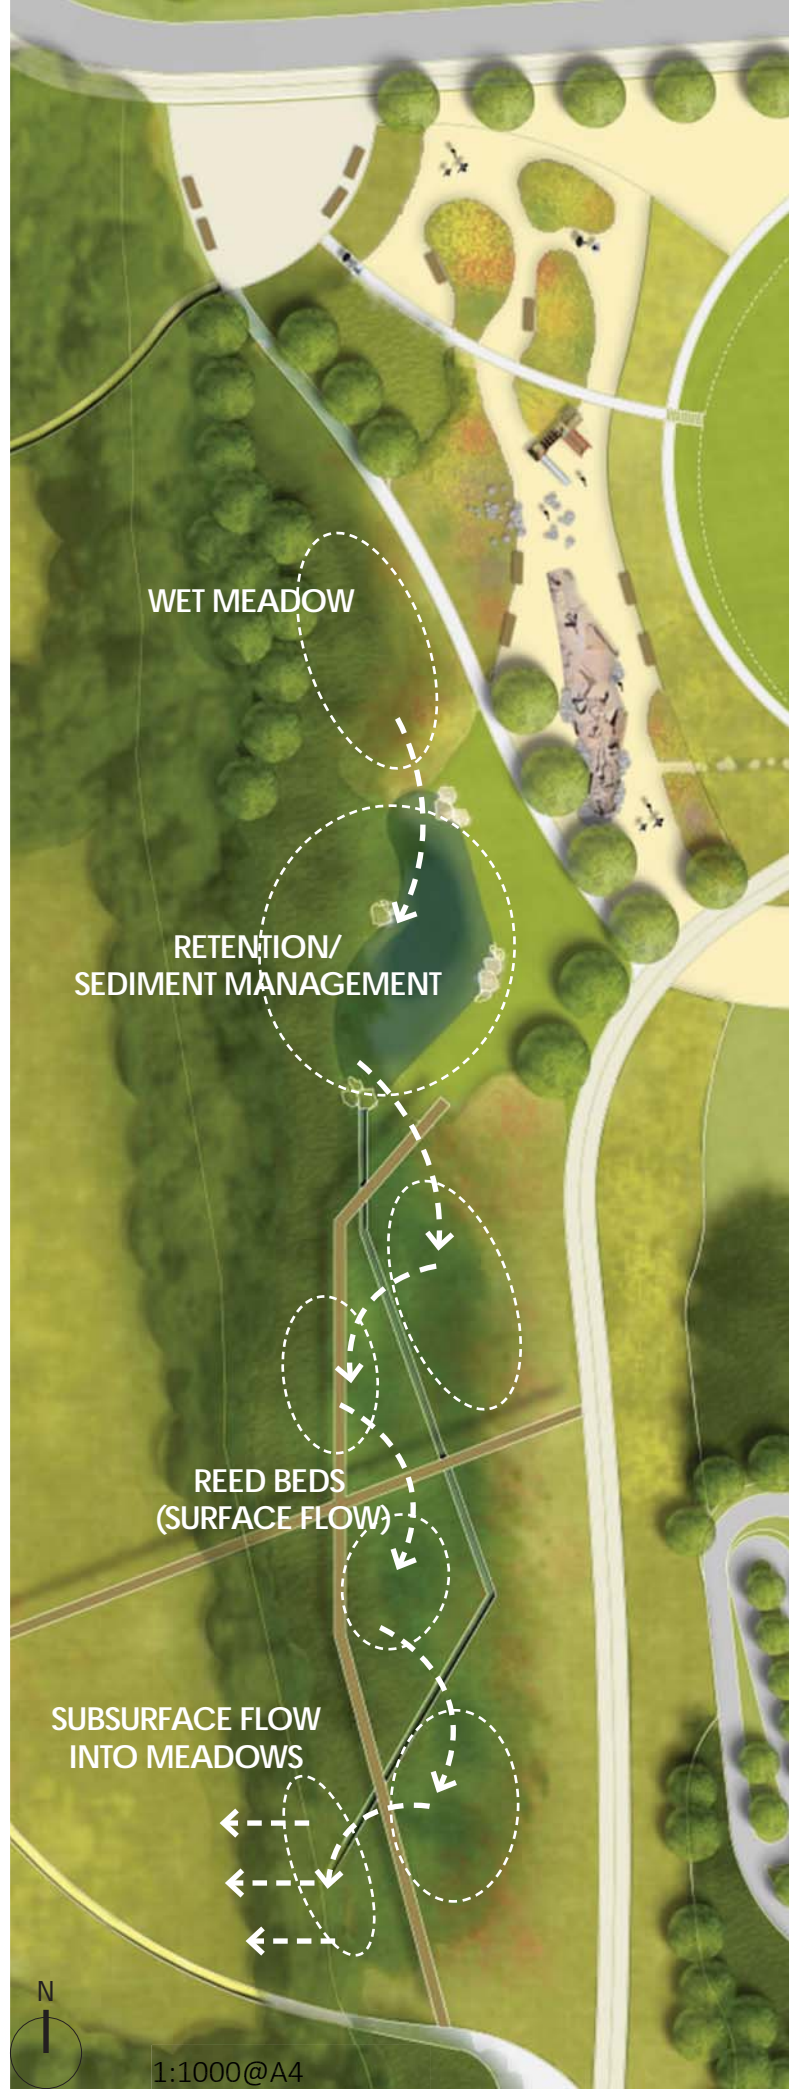 WET MEADOW
RETENTION/
SEDIMENT MANAGEMENT
REED BEDS
(SURFACE FLOW)
SUBSURFACE FLOW
INTO MEADOWS
N
1:1000@A4